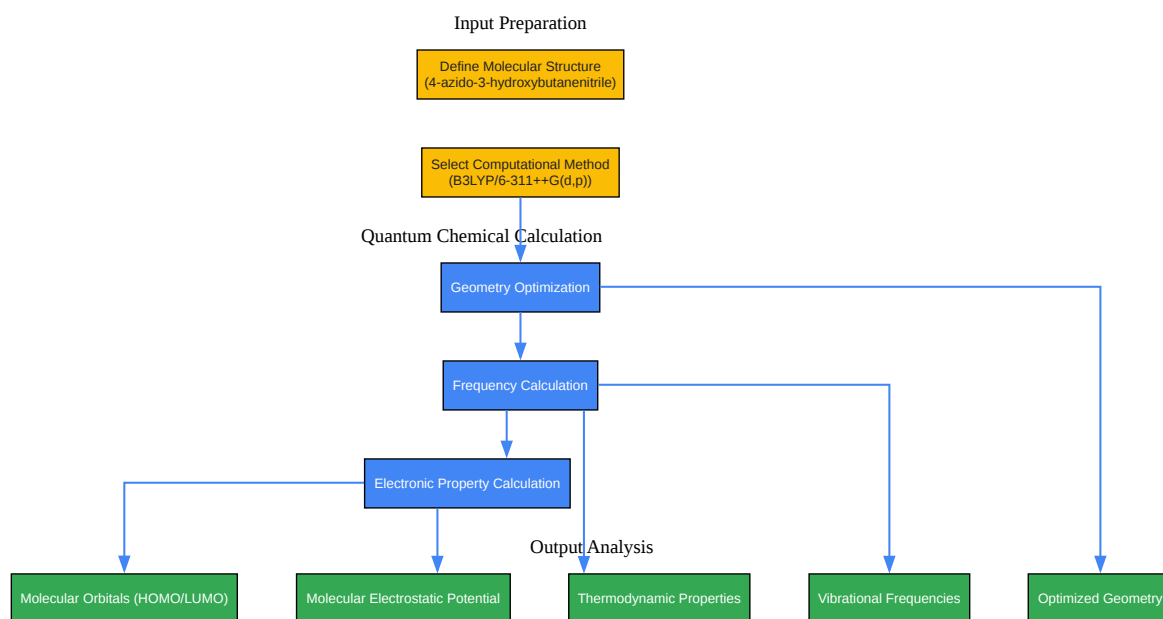 Input Preparation
Define Molecular Structure
(4-azido-3-hydroxybutanenitrile)
Select Computational Method
(B3LYP/6-311++G(d,p))
Quantum Chemical Calculation
Geometry Optimization
Frequency Calculation
Electronic Property Calculation
Output Analysis
Molecular Orbitals (HOMO/LUMO)
Molecular Electrostatic Potential
Thermodynamic Properties
Vibrational Frequencies
Optimized Geometry